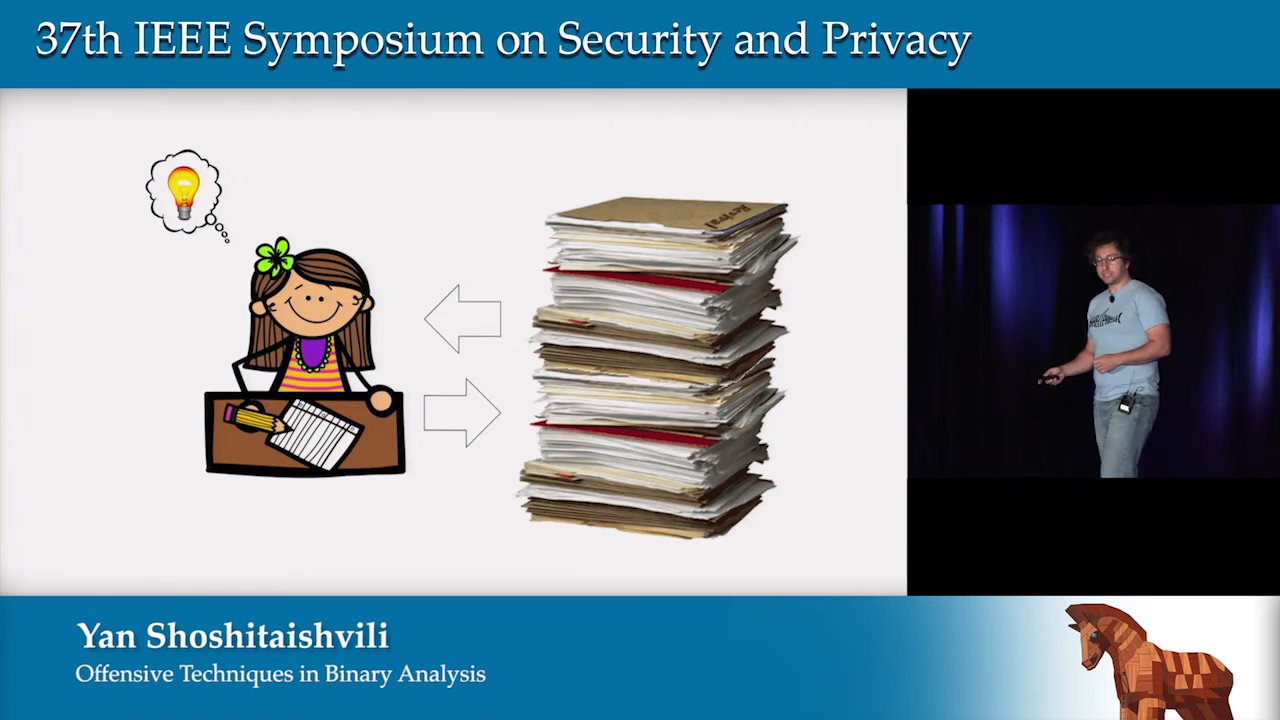 37th IEEE Symposium on Security and Privacy
Yan Shoshitaishvili
Offensive Techniques in Binary Analysis